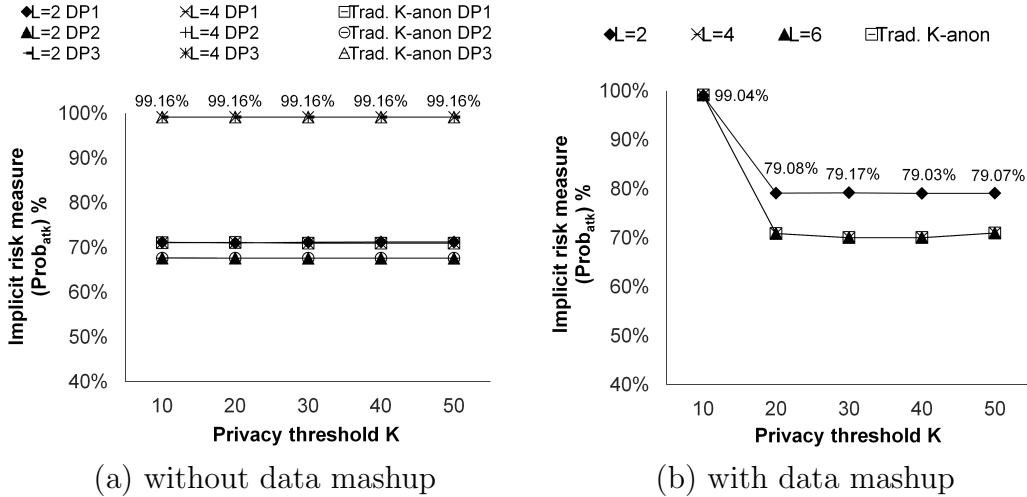 L=2 DP1 L=4 DP1 Trad. K-anon DP1
L=2 DP2 L=4 DP2 Trad. K-anon DP2
L=2 DP3 L=4 DP3 Trad. K-anon DP3
99.16% 99.16% 99.16% 99.16% 99.16%
100%
90%
80%
70%
60%
50%
40%
10 20 30 40 50
Implicit risk measure
(Prob_atk) %
Privacy threshold K
(a) without data mashup
L=2 L=4 L=6 Trad. K-anon
99.04%
79.08% 79.17% 79.03% 79.07%
100%
90%
80%
70%
60%
50%
40%
10 20 30 40 50
Implicit risk measure
(Prob_atk) %
Privacy threshold K
(b) with data mashup